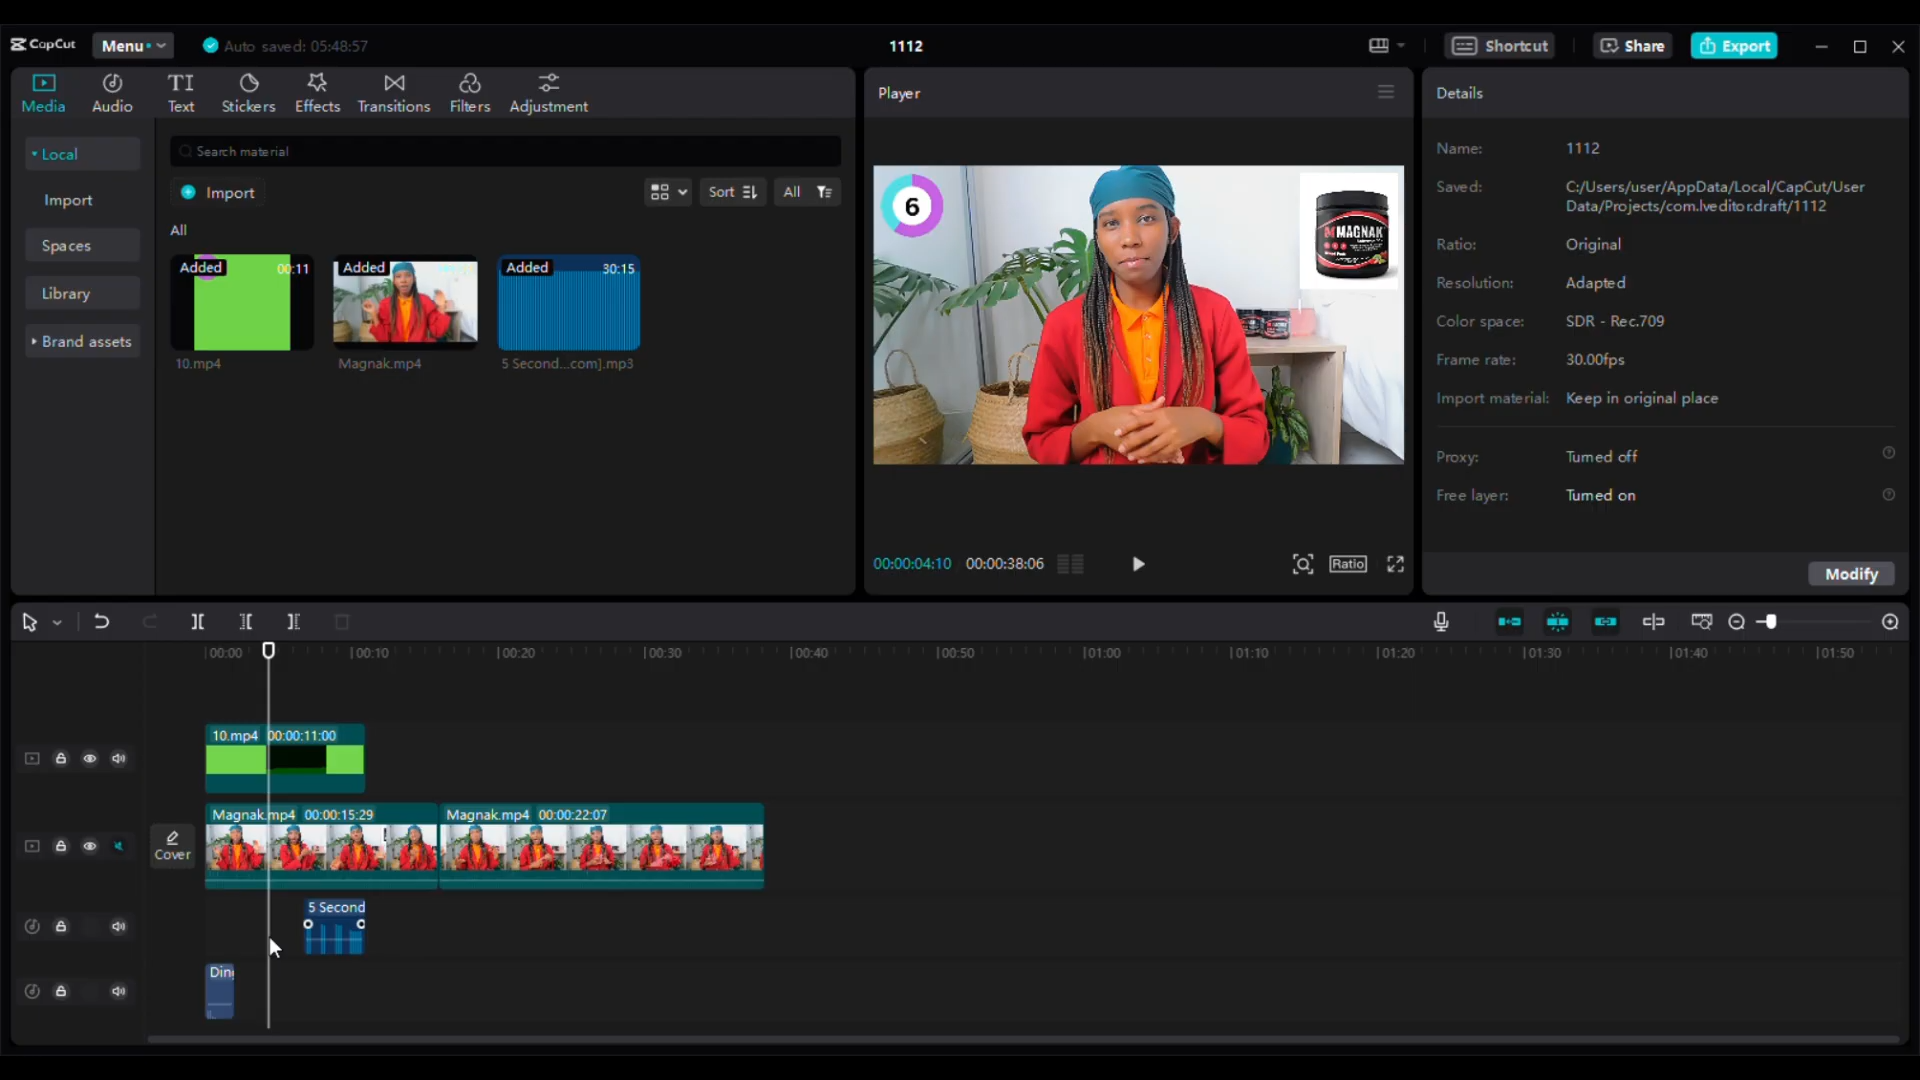 CapCut
Menu
Auto saved: 05:48:57
1112
Shortcut
Share
Export
Media
Audio
Text
Stickers
Effects
Transitions
Filters
Adjustment
Local
Import
Spaces
Library
Brand assets
Search material
Import
Sort
All
All
Added
00:11
10.mp4
Added
Magnak.mp4
Added
30:15
5 Second...com].mp3
Player
6
MAGNAK
00:00:04:10
00:00:38:06
Ratio
Details
Name: 1112
Saved: C:/Users/user/AppData/Local/CapCut/User
Data/Projects/com.lveditor.draft/1112
Ratio: Original
Resolution: Adapted
Color space: SDR - Rec.709
Frame rate: 30.00fps
Import material: Keep in original place
Proxy: Turned off
Free layer: Turned on
Modify
00:00
00:10
00:20
00:30
00:40
00:50
01:00
01:10
01:20
01:30
01:40
01:50
10.mp4 00:00:11:00
Cover
Magnak.mp4 00:00:15:29
Magnak.mp4 00:00:22:07
5 Second
Ding